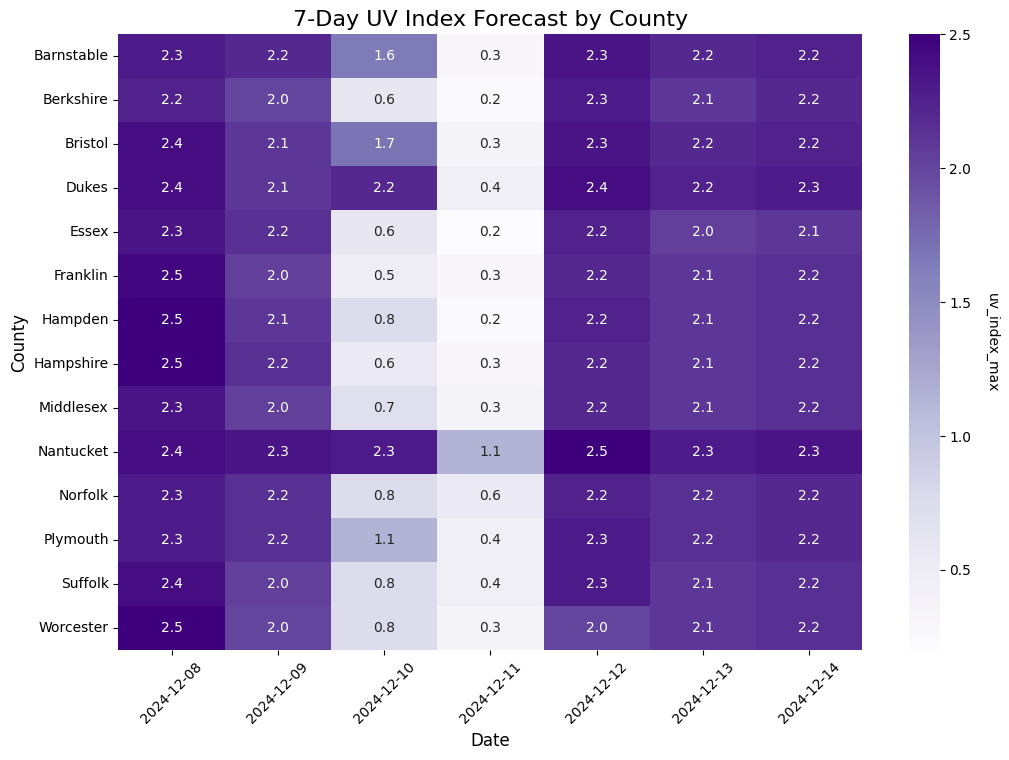 7-Day UV Index Forecast by County
County
Barnstable 2.3 2.2 1.6 0.3 2.3 2.2 2.2
Berkshire 2.2 2.0 0.6 0.2 2.3 2.1 2.2
Bristol 2.4 2.1 1.7 0.3 2.3 2.2 2.2
Dukes 2.4 2.1 2.2 0.4 2.4 2.2 2.3
Essex 2.3 2.2 0.6 0.2 2.2 2.0 2.1
Franklin 2.5 2.0 0.5 0.3 2.2 2.1 2.2
Hampden 2.5 2.1 0.8 0.2 2.2 2.1 2.2
Hampshire 2.5 2.2 0.6 0.3 2.2 2.1 2.2
Middlesex 2.3 2.0 0.7 0.3 2.2 2.1 2.2
Nantucket 2.4 2.3 2.3 1.1 2.5 2.3 2.3
Norfolk 2.3 2.2 0.8 0.6 2.2 2.2 2.2
Plymouth 2.3 2.2 1.1 0.4 2.3 2.2 2.2
Suffolk 2.4 2.0 0.8 0.4 2.3 2.1 2.2
Worcester 2.5 2.0 0.8 0.3 2.0 2.1 2.2
2024-12-08 2024-12-09 2024-12-10 2024-12-11 2024-12-12 2024-12-13 2024-12-14
Date
2.5
2.0
1.5
1.0
0.5
uv_index_max